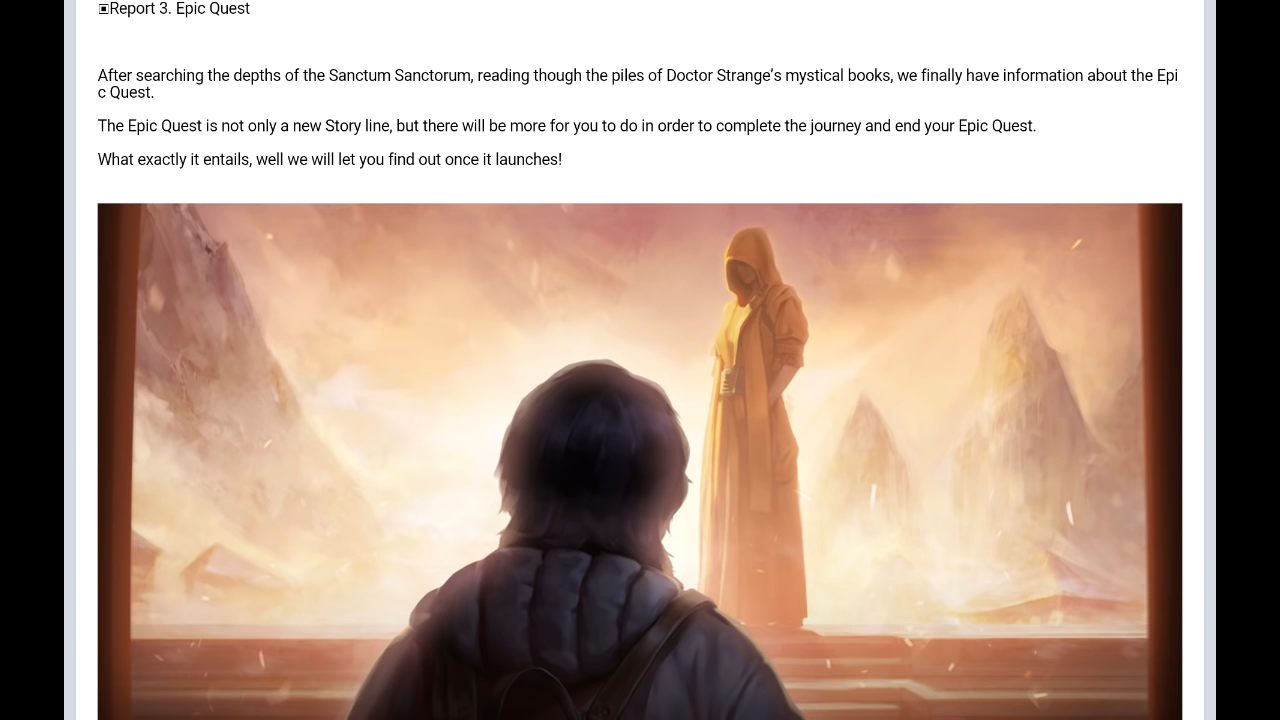 ▣Report 3. Epic Quest
After searching the depths of the Sanctum Sanctorum, reading though the piles of Doctor Strange's mystical books, we finally have information about the Epi
c Quest.
The Epic Quest is not only a new Story line, but there will be more for you to do in order to complete the journey and end your Epic Quest.
What exactly it entails, well we will let you find out once it launches!